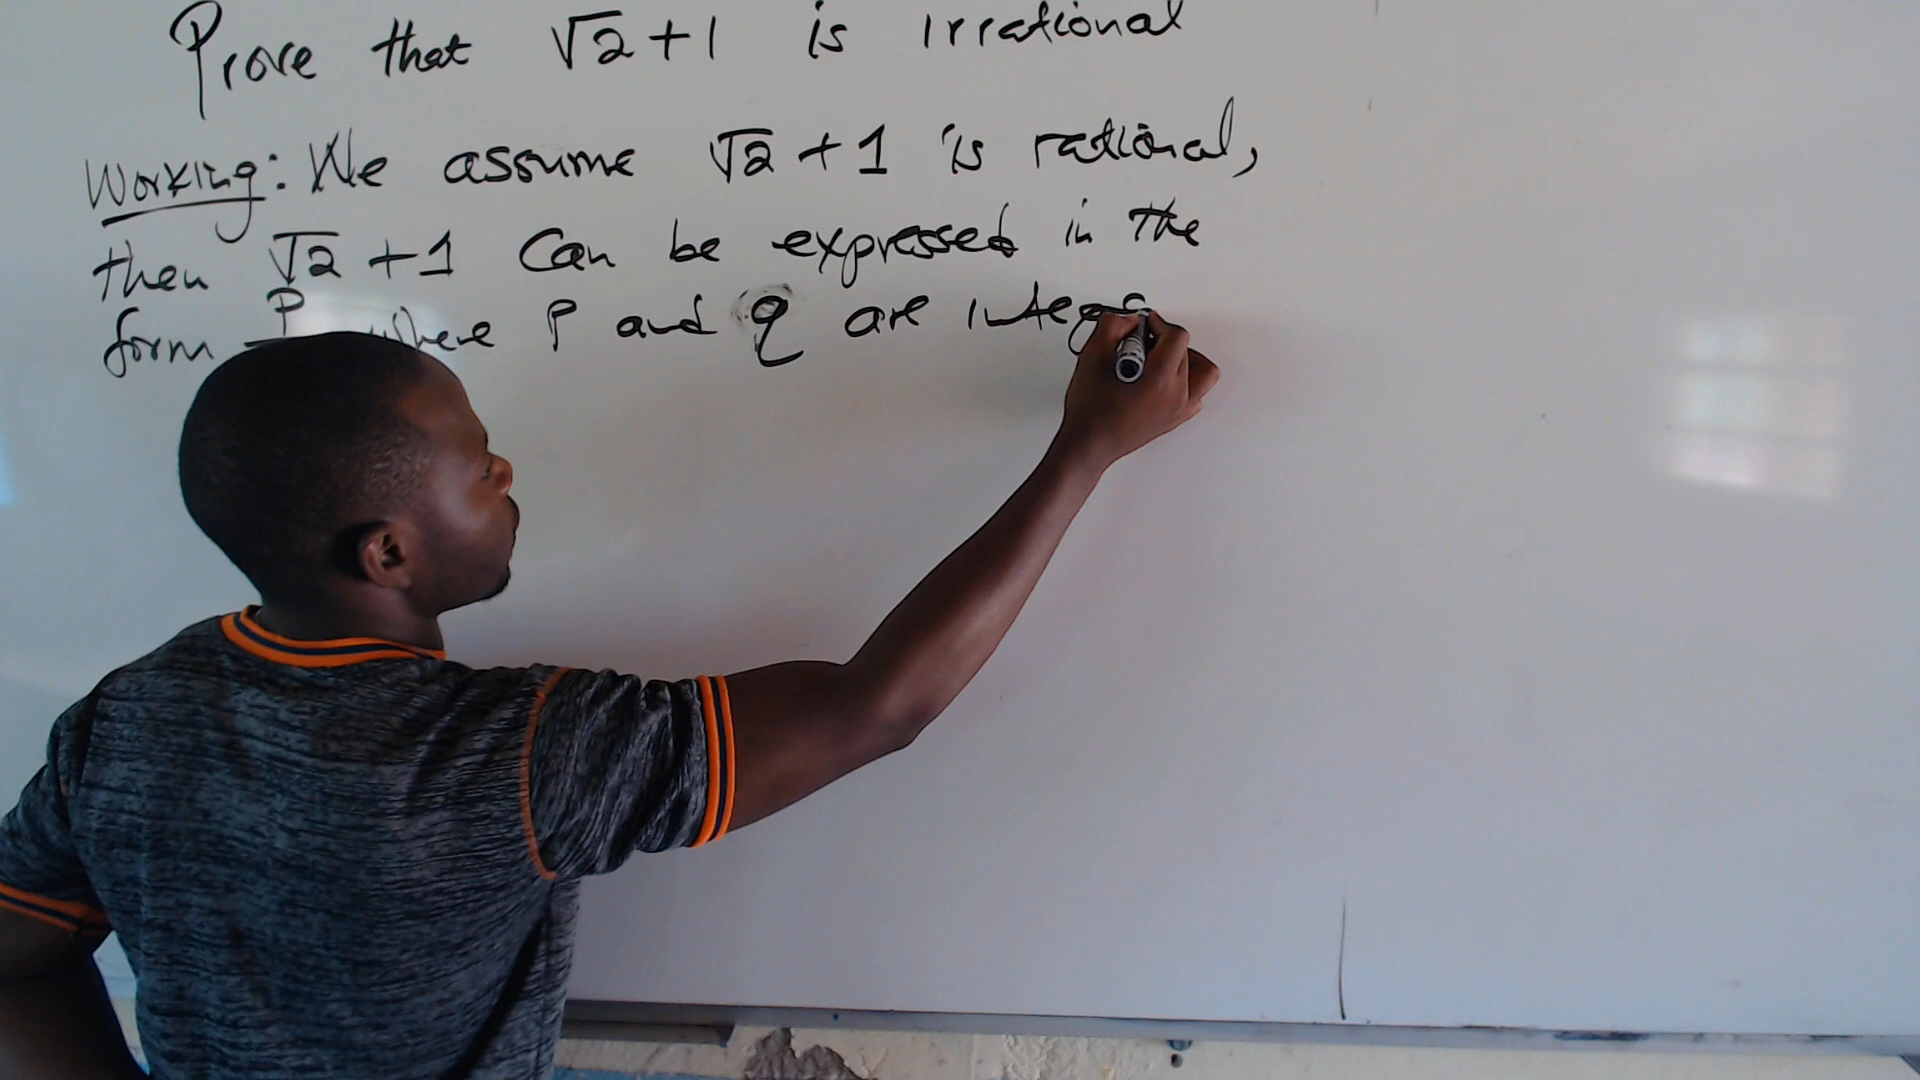 Prove that √2+1 is irrational
Working: We assume √2+1 is rational,
then √2+1 can be expressed in the
form P where P and q are intege